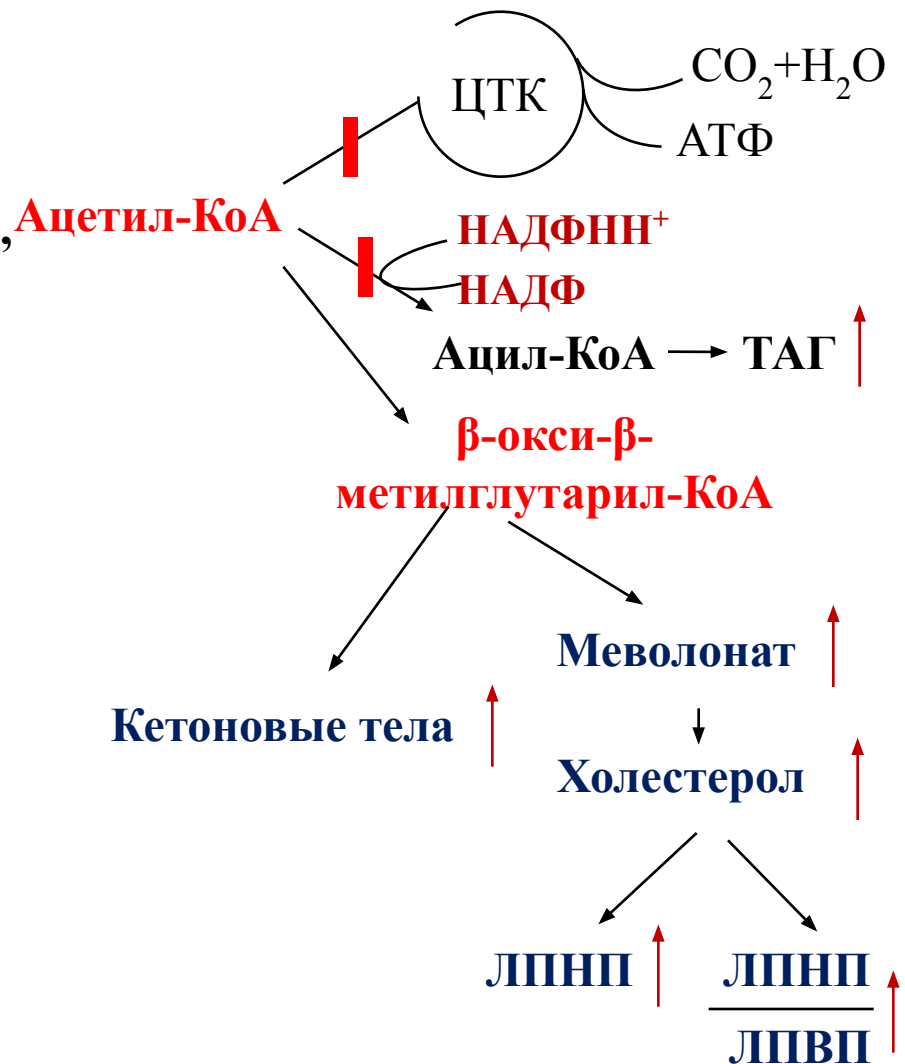 ЦТК
CO2+H2O
АТФ
,Ацетил-КоА
НАДФНН+
НАДФ
Ацил-КоА → ТАГ
β-окси-β-
метилглутарил-КоА
Меволонат
Кетоновые тела
Холестерол
ЛПНП
ЛПНП
ЛПВП